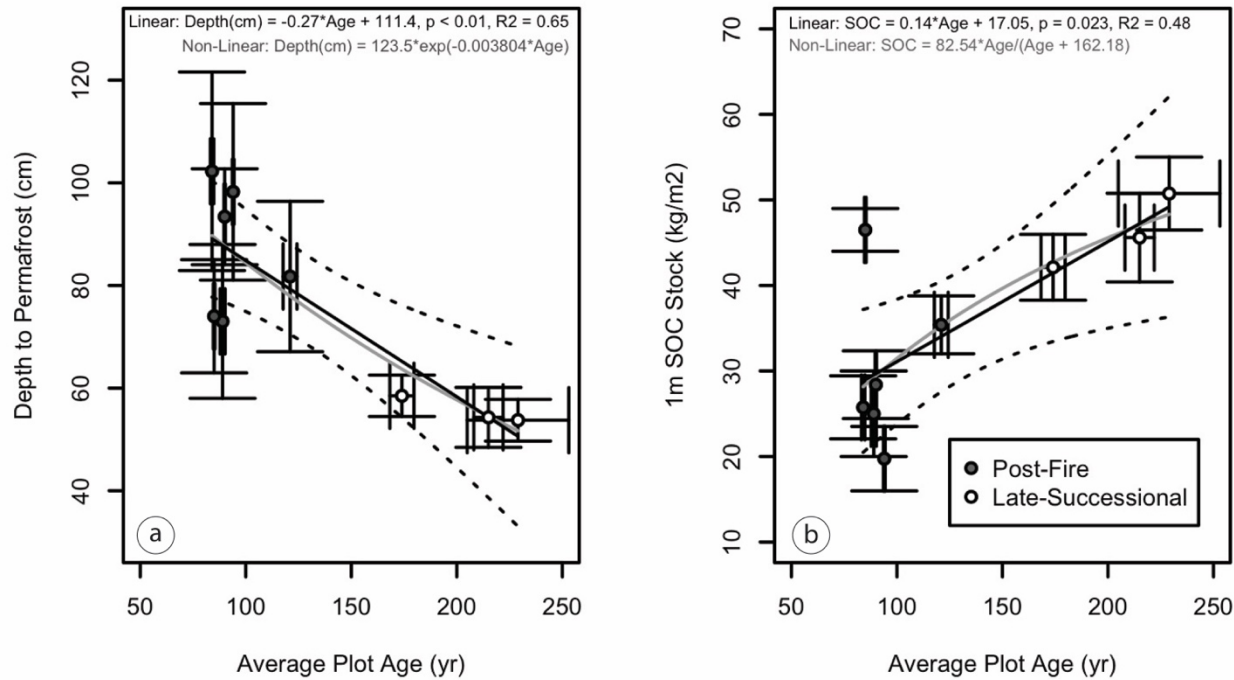 Linear: Depth(cm) = -0.27*Age + 111.4, p < 0.01, R2 = 0.65
Non-Linear: Depth(cm) = 123.5*exp(-0.003804*Age)
Depth to Permafrost (cm)
120
100
80
60
40
a
50 100 150 200 250
Average Plot Age (yr)
Linear: SOC = 0.14*Age + 17.05, p = 0.023, R2 = 0.48
Non-Linear: SOC = 82.54*Age/(Age + 162.18)
1m SOC Stock (kg/m2)
70
60
50
40
30
20
10
Post-Fire
Late-Successional
b
50 100 150 200 250
Average Plot Age (yr)